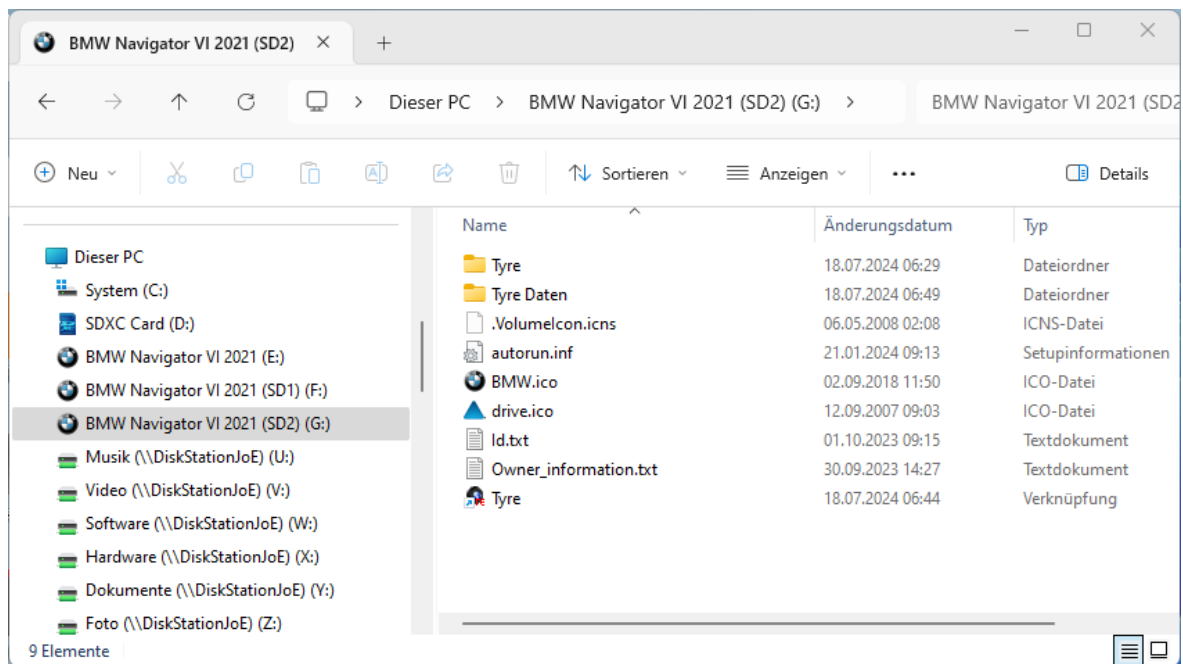 BMW Navigator VI 2021 (SD2)
Dieser PC > BMW Navigator VI 2021 (SD2) (G:) > BMW Navigator VI 2021 (SD2
Neu Sortieren Anzeigen ... Details
Name Änderungsdatum Typ
Dieser PC
System (C:)
SDXC Card (D:)
BMW Navigator VI 2021 (E:)
BMW Navigator VI 2021 (SD1) (F:)
BMW Navigator VI 2021 (SD2) (G:)
Musik (\\DiskStationJoE) (U:)
Video (\\DiskStationJoE) (V:)
Software (\\DiskStationJoE) (W:)
Hardware (\\DiskStationJoE) (X:)
Dokumente (\\DiskStationJoE) (Y:)
Foto (\\DiskStationJoE) (Z:)
Tyre 18.07.2024 06:29 Dateiordner
Tyre Daten 18.07.2024 06:49 Dateiordner
.VolumeIcon.icns 06.05.2008 02:08 ICNS-Datei
autorun.inf 21.01.2024 09:13 Setupinformationen
BMW.ico 02.09.2018 11:50 ICO-Datei
drive.ico 12.09.2007 09:03 ICO-Datei
Id.txt 01.10.2023 09:15 Textdokument
Owner_information.txt 30.09.2023 14:27 Textdokument
Tyre 18.07.2024 06:44 Verknüpfung
9 Elemente